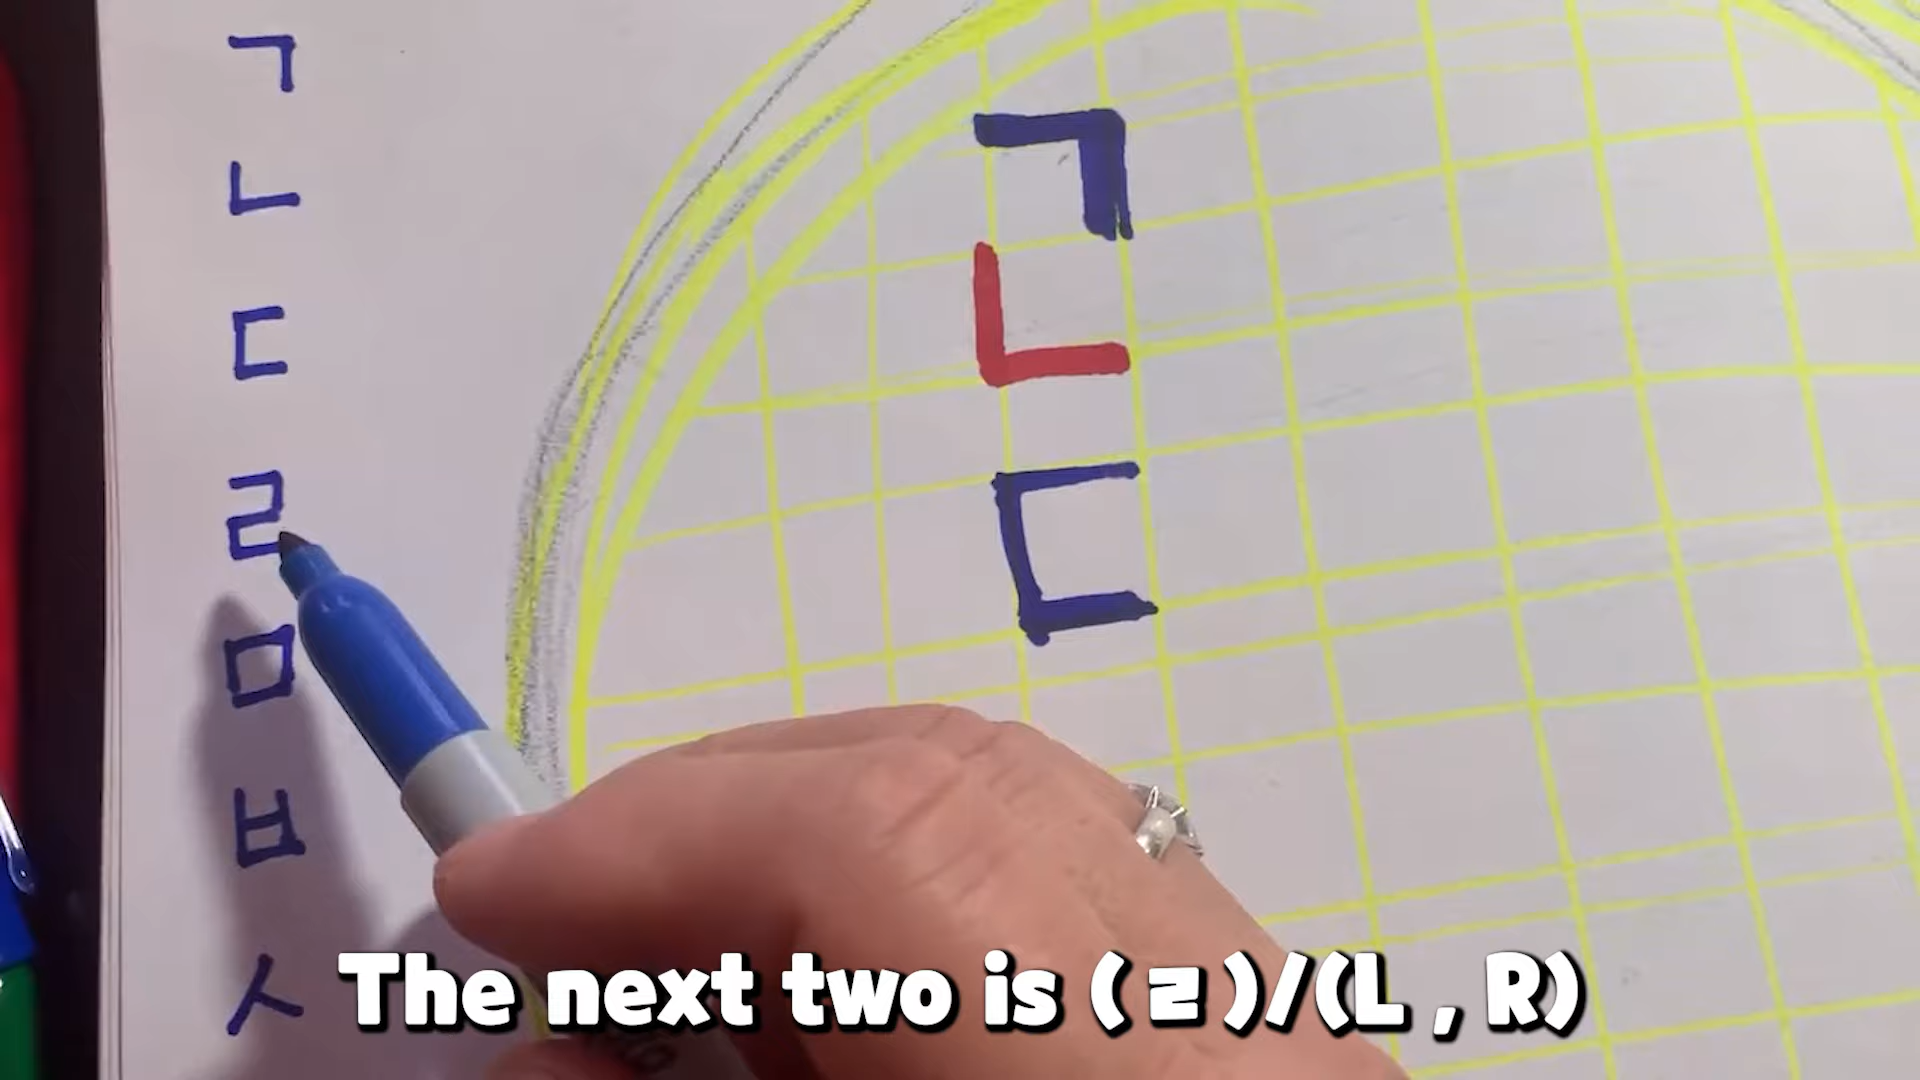 ㄱ
ㄴ
ㄷ
ㄹ
ㅁ
ㅂ
ㅅ
ㄱ
ㄴ
ㄷ
The next two is (ㄹ)/(L , R)